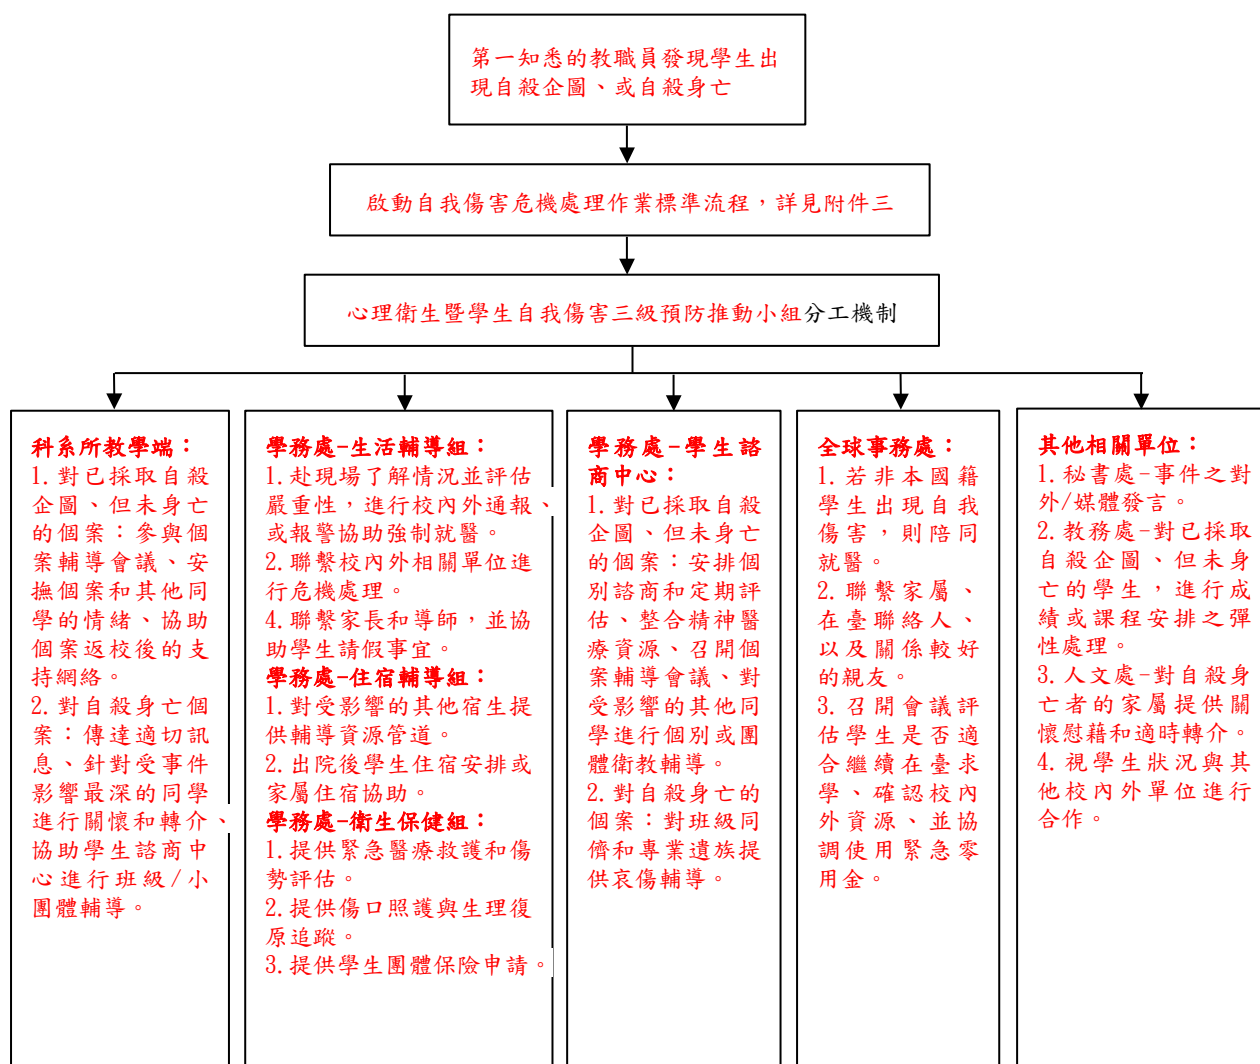 第一知悉的教職員發現學生出
現自殺企圖、或自殺身亡
啟動自我傷害危機處理作業標準流程，詳見附件三
心理衛生暨學生自我傷害三級預防推動小組分工機制
科系所教學端：
1.對已採取自殺
企圖、但未身亡
的個案：參與個
案輔導會議、安
撫個案和其他同
學的情緒、協助
個案返校後的支
持網絡。
2.對自殺身亡個
案：傳達適切訊
息、針對受事件
影響最深的同學
進行關懷和轉介、
協助學生諮商中
心進行班級/小
團體輔導。
學務處-生活輔導組：
1.赴現場了解情況並評估
嚴重性，進行校內外通報、
或報警協助強制就醫。
2.聯繫校內外相關單位進
行危機處理。
4.聯繫家長和導師，並協
助學生請假事宜。
學務處-住宿輔導組：
1.對受影響的其他宿生提
供輔導資源管道。
2.出院後學生住宿安排或
家屬住宿協助。
學務處-衛生保健組：
1.提供緊急醫療救護和傷
勢評估。
2.提供傷口照護與生理復
原追蹤。
3.提供學生團體保險申請。
學務處-學生諮
商中心：
1.對已採取自殺
企圖、但未身亡
的個案：安排個
別諮商和定期評
估、整合精神醫
療資源、召開個
案輔導會議、對
受影響的其他同
學進行個別或團
體衛教輔導。
2.對自殺身亡的
個案：對班級同
儕和專業遺族提
供哀傷輔導。
全球事務處：
1.若非本國籍
學生出現自我
傷害，則陪同
就醫。
2.聯繫家屬、
在臺聯絡人、
以及關係較好
的親友。
3.召開會議評
估學生是否適
合繼續在臺求
學、確認校內
外資源、並協
調使用緊急零
用金。
其他相關單位：
1.秘書處-事件之對
外/媒體發言。
2.教務處-對已採取
自殺企圖、但未身
亡的學生，進行成
績或課程安排之彈
性處理。
3.人文處-對自殺身
亡者的家屬提供關
懷慰藉和適時轉介。
4.視學生狀況與其
他校內外單位進行
合作。